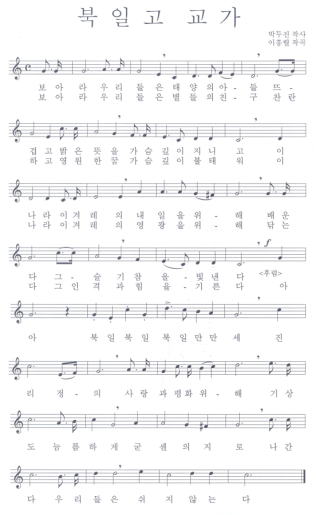 북 일 고 교 가
박두진 작사
이흥렬 작곡
보 아 라 우 리 들 은 태 양 의 아 - 들 뜨 -
보 아 라 우 리 들 은 별 들 의 친 - 구 찬 란
겁 고 밝 은 뜻 을 가 슴 깊 이 지 니 고 이
하 고 영 원 한 꿈 가 슴 깊 이 불 태 워 이
나 라 이 겨 레 의 내 일 을 위 - 해 배 운
나 라 이 겨 레 의 영 광 을 위 - 해 닦 는
다 그 - 슬 기 찬 을 - 빛 낸 다 <후렴> f
다 그 인 격 과 힘 을 - 기 른 다 아
아 북 일 북 일 북 일 만 만 세 진
리 정 - 의 사 랑 과 평 화 위 - 해 기 상
도 늠 름 하 게 굳 센 의 지 로 나 간
다 우 리 들 은 쉬 지 않 는 다